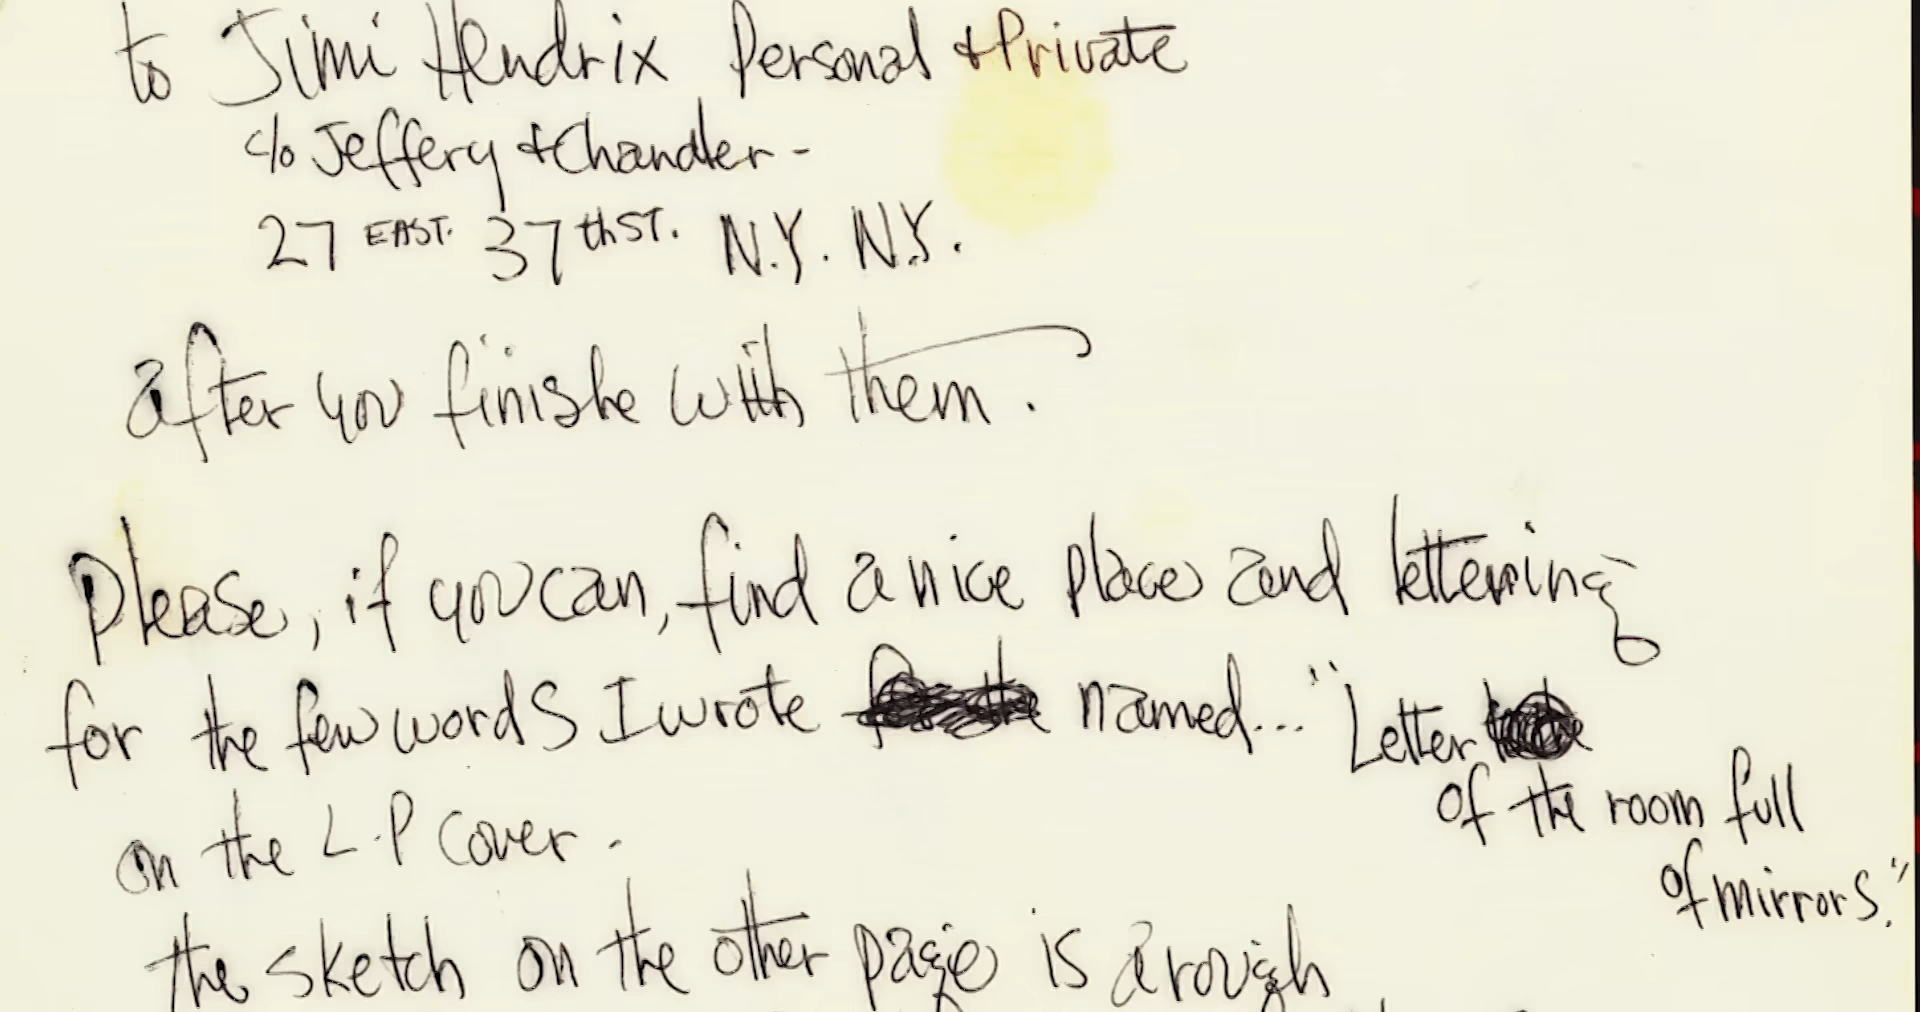 to Jimi Hendrix Personal & Private
c/o Jeffery & Chandler -
27 EAST. 37th ST. N.Y. N.Y.
after you finishe with them.
Please, if you can, find a nice place and lettering
for the few words I wrote named... "Letter
of the room full
of mirrors."
on the L.P cover.
the sketch on the other page is a rough